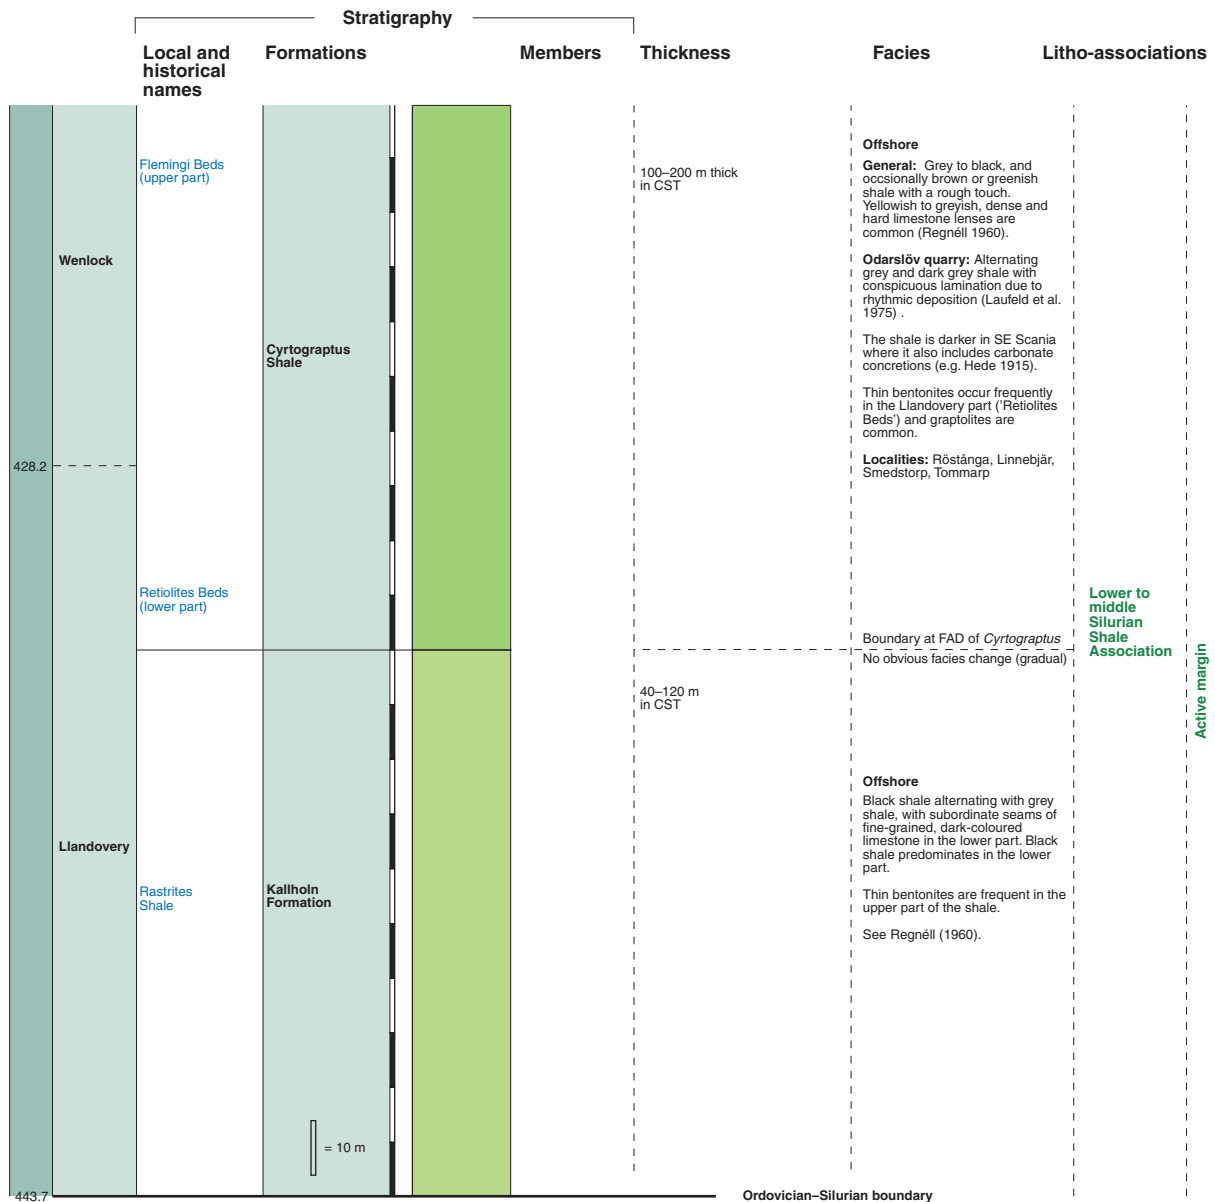 Stratigraphy
Local and
historical
names
Formations
Members
Thickness
Facies
Litho-associations
Flemingi Beds
(upper part)
100–200 m thick
in CST
Offshore
General: Grey to black, and
occsionally brown or greenish
shale with a rough touch.
Yellowish to greyish, dense and
hard limestone lenses are
common (Regnéll 1960).
Wenlock
Odarslöv quarry: Alternating
grey and dark grey shale with
conspicuous lamination due to
rhythmic deposition (Laufeld et al.
1975) .
Cyrtograptus
Shale
The shale is darker in SE Scania
where it also includes carbonate
concretions (e.g. Hede 1915).
Thin bentonites occur frequently
in the Llandovery part ('Retiolites
Beds') and graptolites are
common.
428.2
Localities: Röstånga, Linnebjär,
Smedstorp, Tommarp
Retiolites Beds
(lower part)
Lower to
middle
Silurian
Shale
Association
Boundary at FAD of Cyrtograptus
No obvious facies change (gradual)
Active margin
40–120 m
in CST
Offshore
Black shale alternating with grey
shale, with subordinate seams of
fine-grained, dark-coloured
limestone in the lower part. Black
shale predominates in the lower
part.
Llandovery
Rastrites
Shale
Kallholn
Formation
Thin bentonites are frequent in the
upper part of the shale.
See Regnéll (1960).
= 10 m
443.7
Ordovician–Silurian boundary